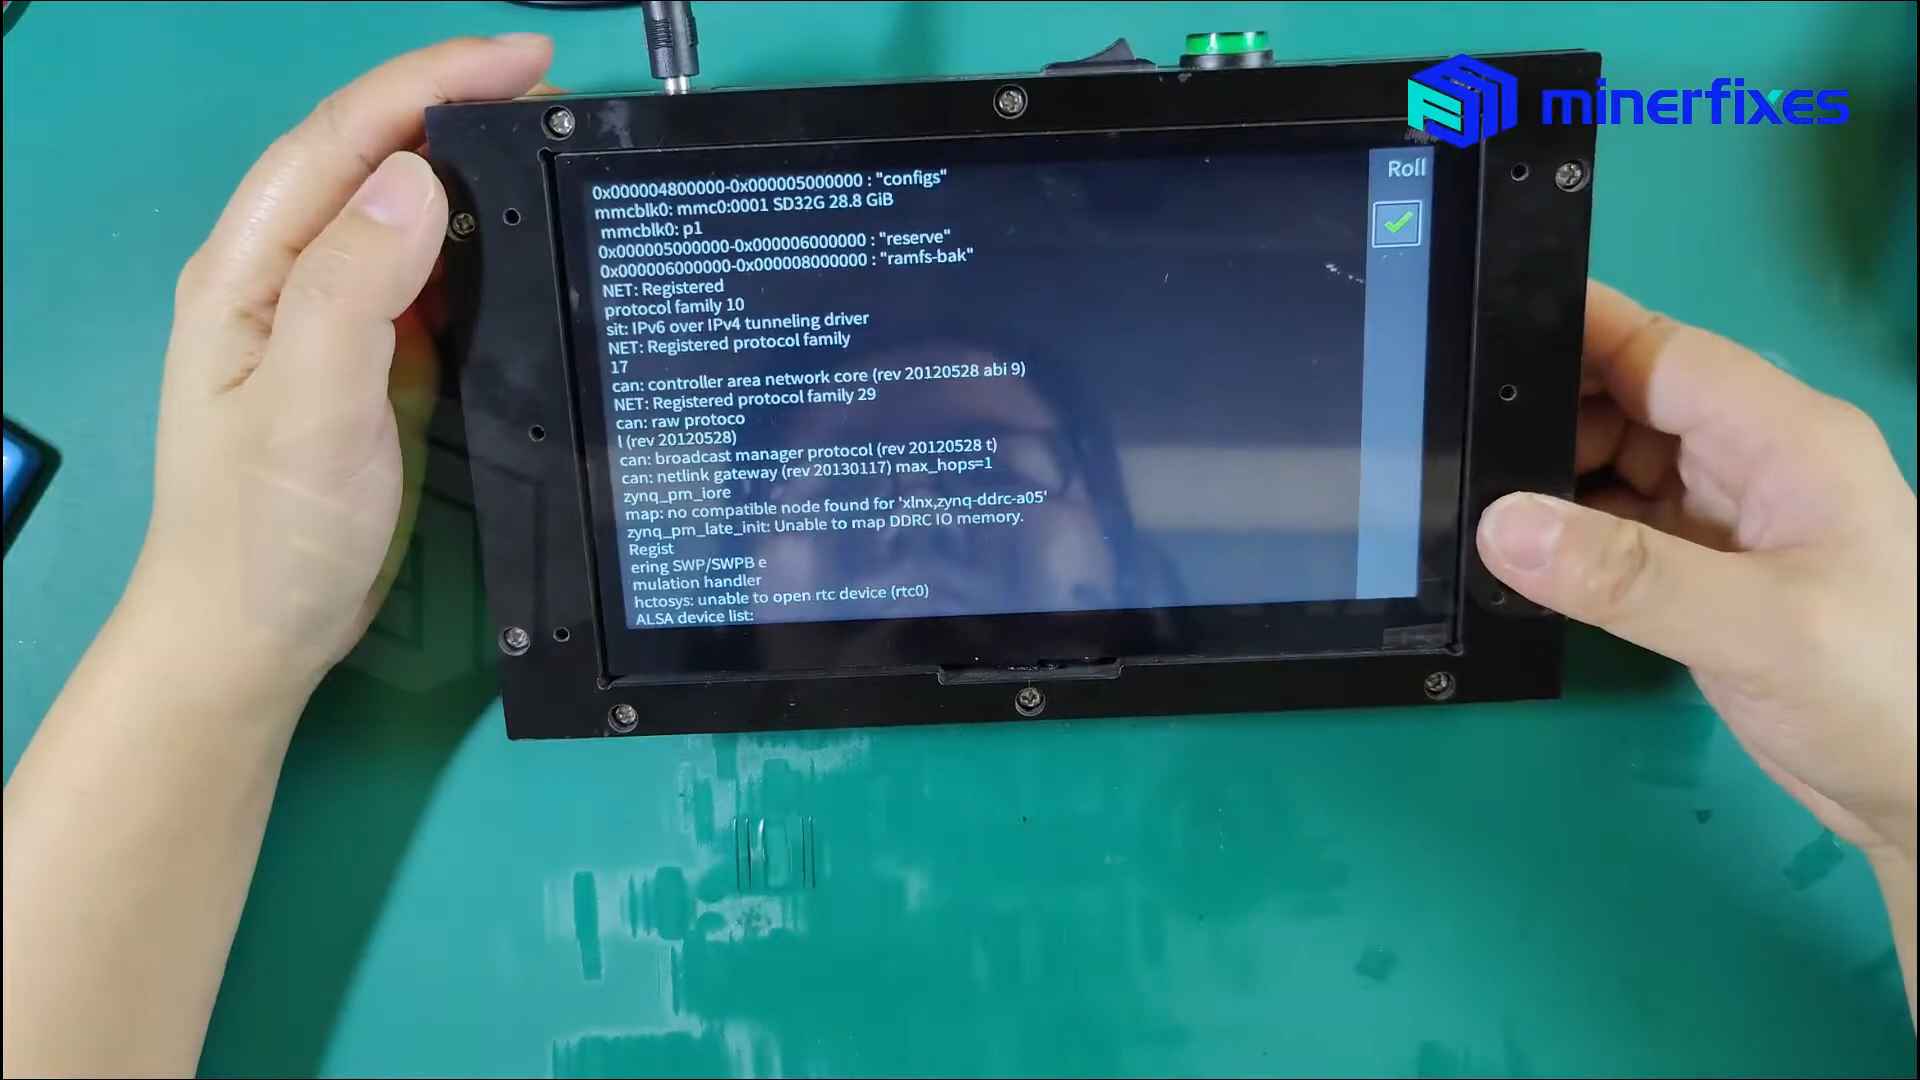 minerfixes
Roll
0x000004800000-0x000005000000 : "configs"
mmcblk0: mmc0:0001 SD32G 28.8 GiB
mmcblk0: p1
0x000005000000-0x000006000000 : "reserve"
0x000006000000-0x000008000000 : "ramfs-bak"
NET: Registered
protocol family 10
sit: IPv6 over IPv4 tunneling driver
NET: Registered protocol family
17
can: controller area network core (rev 20120528 abi 9)
NET: Registered protocol family 29
can: raw protoco
l (rev 20120528)
can: broadcast manager protocol (rev 20120528 t)
can: netlink gateway (rev 20130117) max_hops=1
zynq_pm_iore
map: no compatible node found for 'xlnx,zynq-ddrc-a05'
zynq_pm_late_init: Unable to map DDRC IO memory.
Regist
ering SWP/SWPB e
mulation handler
hctosys: unable to open rtc device (rtc0)
ALSA device list: